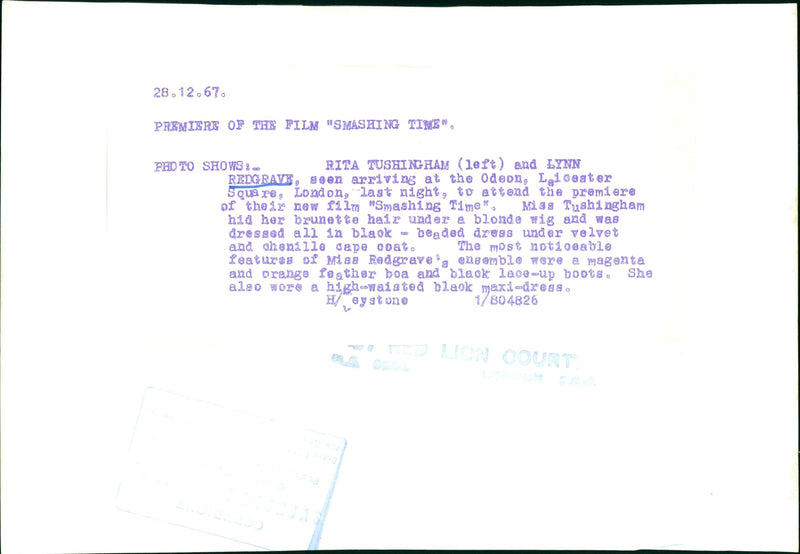 28.12.67.
PREMIERE OF THE FILM "SMASHING TIME".
PHOTO SHOWS:- RITA TUSHINGHAM (left) and LYNN
REDGRAVE, seen arriving at the Odeon, Leicester
Square, London, last night, to attend the premiere
of their new film "Smashing Time". Miss Tushingham
hid her brunette hair under a blonde wig and was
dressed all in black - beaded dress under velvet
and chenille cape coat. The most noticeable
features of Miss Redgrave's ensemble were a magenta
and orange feather boa and black lace-up boots. She
also wore a high-waisted black maxi-dress.
H/Keystone 1/804826
RED LION COURT,
LONDON E.C.4.
COPYRIGHT